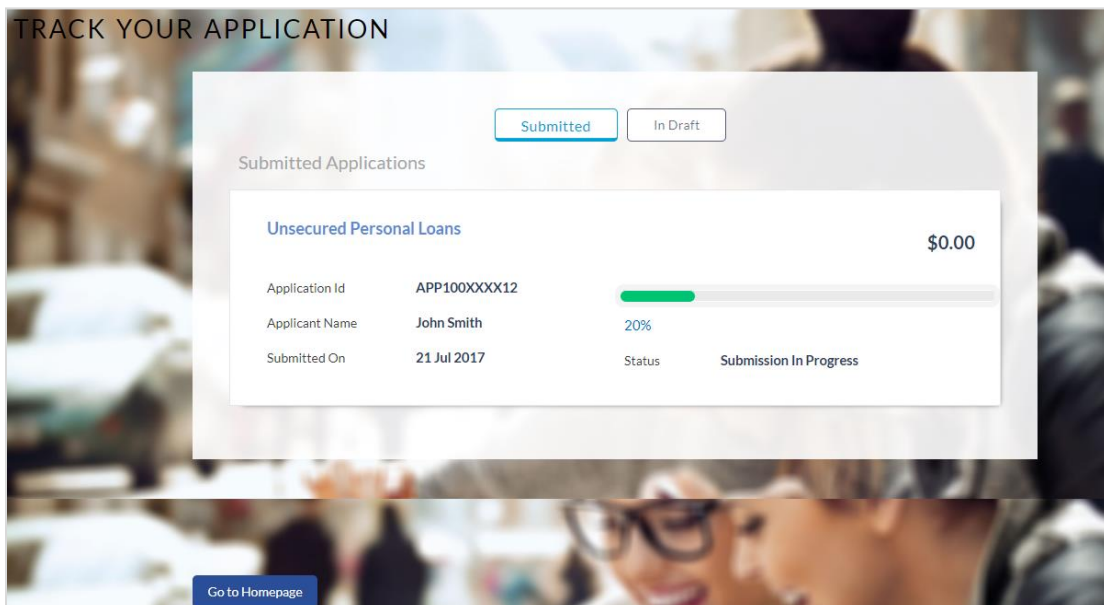 TRACK YOUR APPLICATION
Submitted
In Draft
Submitted Applications
Unsecured Personal Loans
$0.00
Application Id APP100XXXX12
Applicant Name John Smith
20%
Submitted On 21 Jul 2017
Status Submission In Progress
Go to Homepage